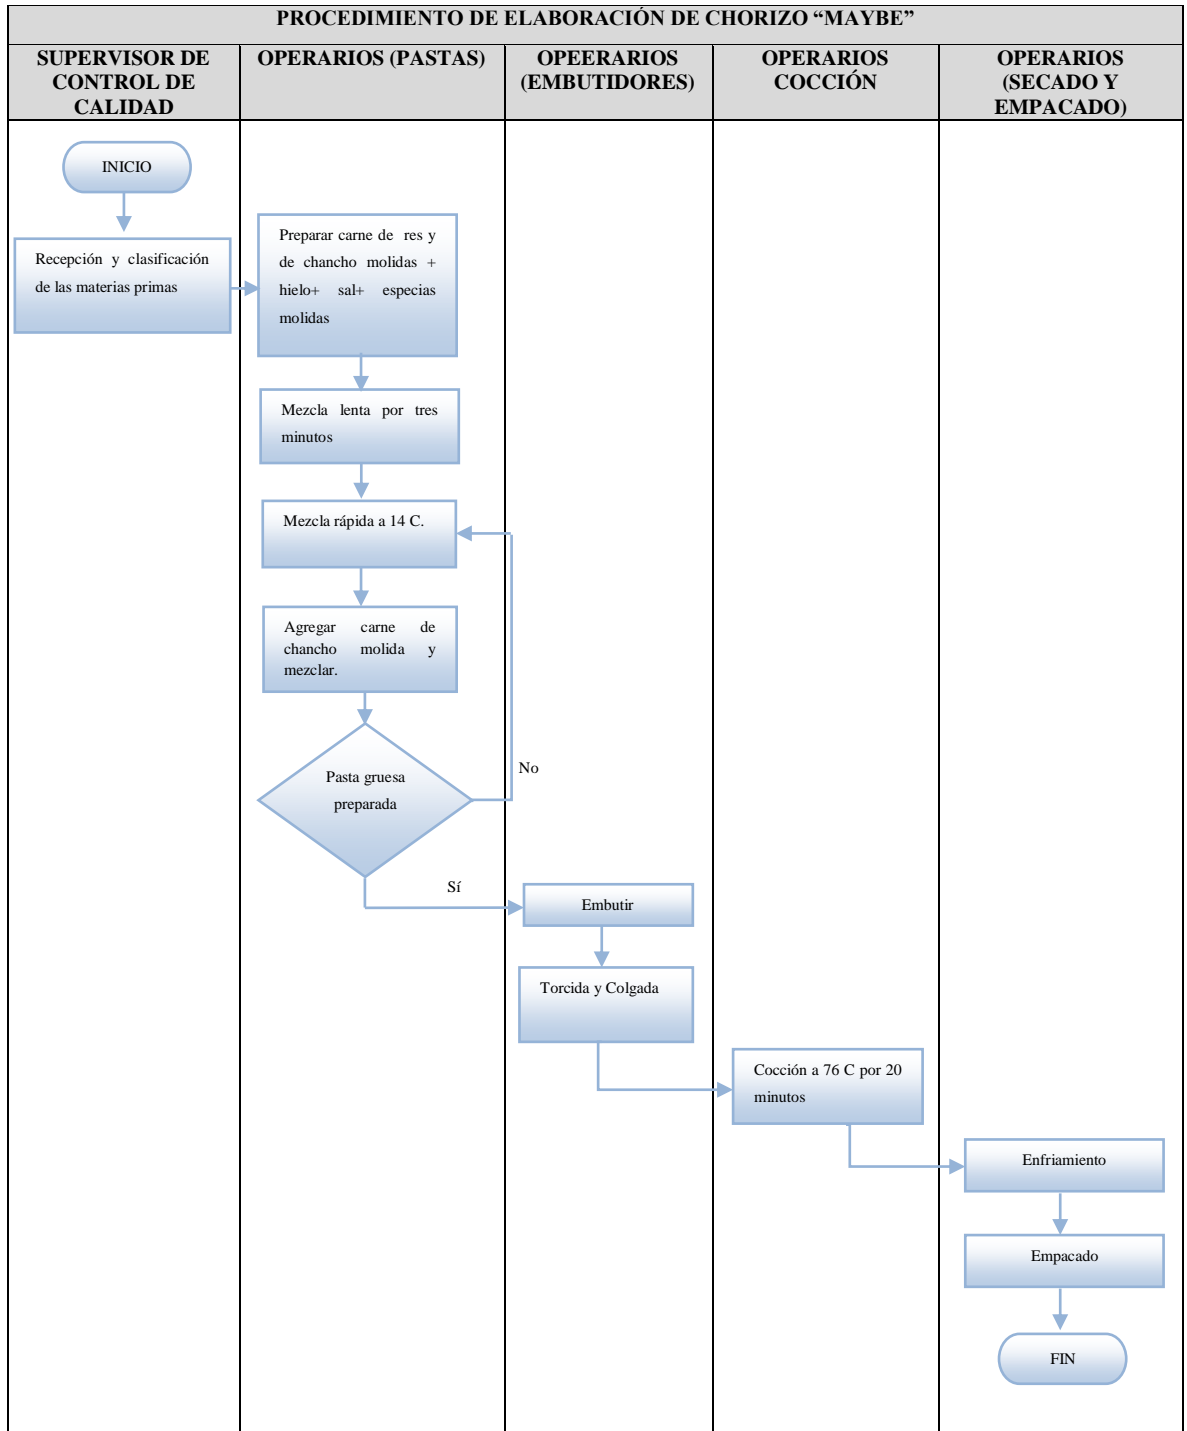 PROCEDIMIENTO DE ELABORACIÓN DE CHORIZO “MAYBE”
SUPERVISOR DE
CONTROL DE
CALIDAD
OPERARIOS (PASTAS)
OPEERARIOS
(EMBUTIDORES)
OPERARIOS
COCCIÓN
OPERARIOS
(SECADO Y
EMPACADO)
INICIO
Recepción y clasificación
de las materias primas
Preparar carne de res y
de chancho molidas +
hielo+ sal+ especias
molidas
Mezcla lenta por tres
minutos
Mezcla rápida a 14 C.
Agregar carne de
chancho molida y
mezclar.
Pasta gruesa
preparada
No
Sí
Embutir
Torcida y Colgada
Cocción a 76 C por 20
minutos
Enfriamiento
Empacado
FIN